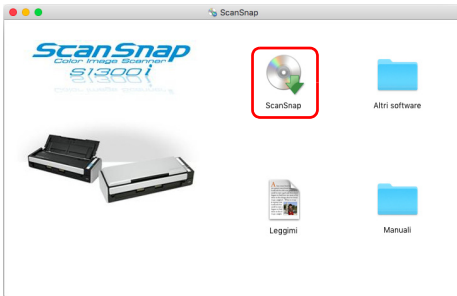 ScanSnap
ScanSnap
Color Image Scanner
S1300i
ScanSnap
Altri software
Leggimi
Manuali